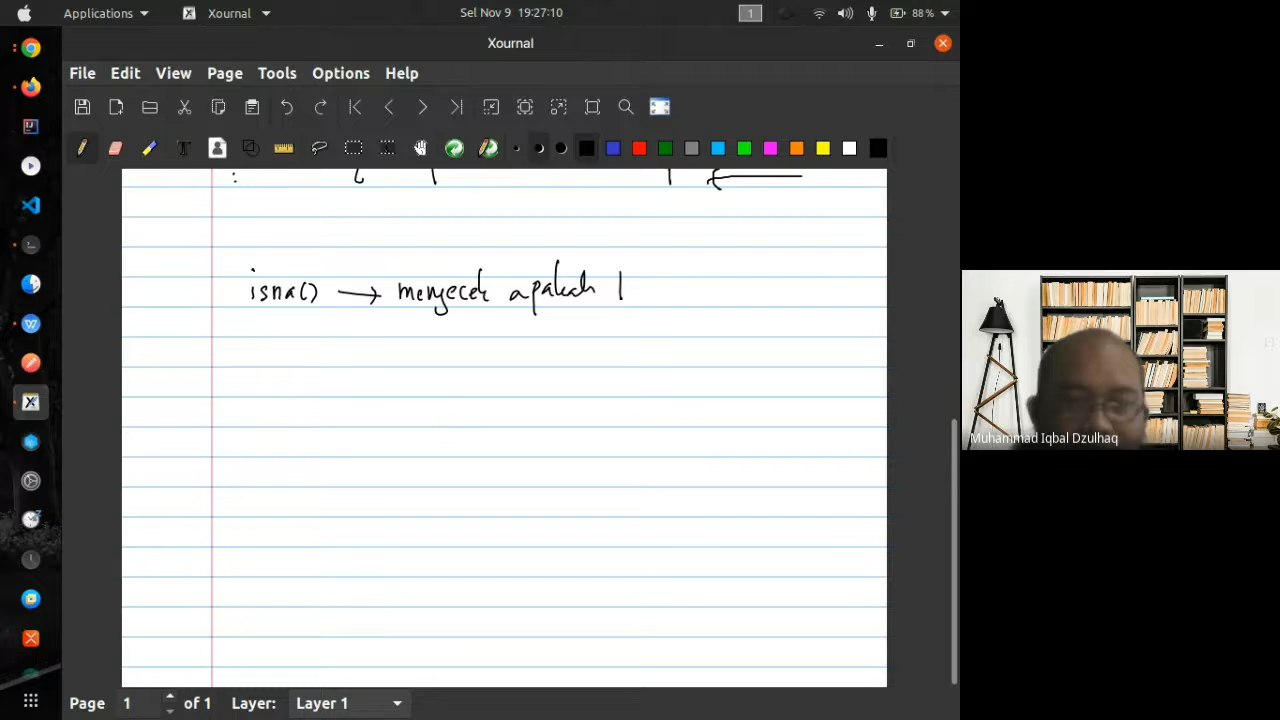 Applications Xournal Sel Nov 9 19:27:10 1 88 %
Xournal
File Edit View Page Tools Options Help
isna() → mengecek apakah
Muhammad Iqbal Dzulhaq
Page 1 of 1 Layer: Layer 1